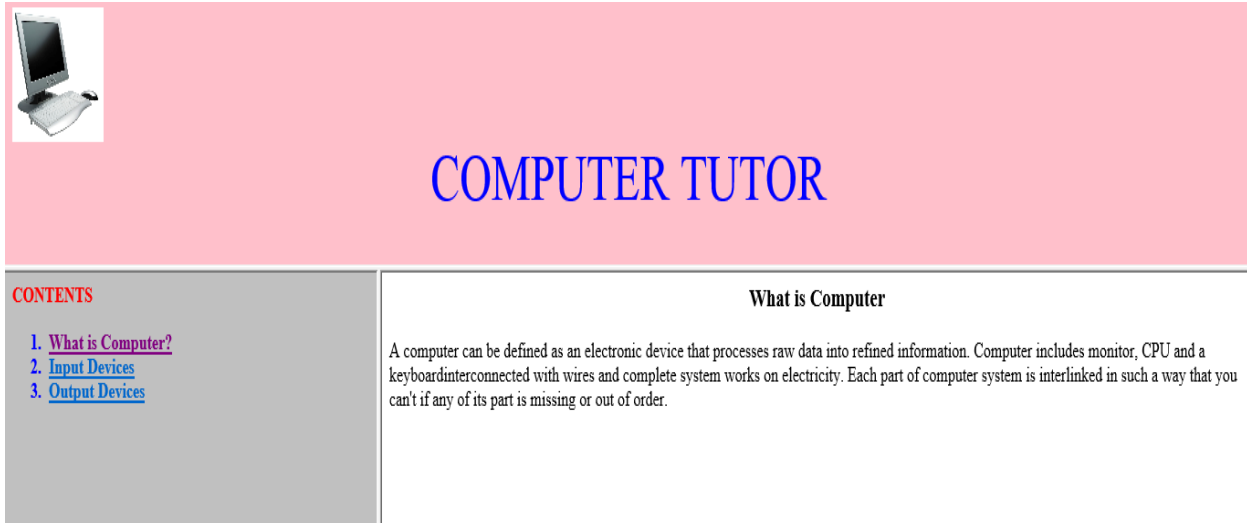 COMPUTER TUTOR
CONTENTS
1. What is Computer?
2. Input Devices
3. Output Devices
What is Computer
A computer can be defined as an electronic device that processes raw data into refined information. Computer includes monitor, CPU and a
keyboardinterconnected with wires and complete system works on electricity. Each part of computer system is interlinked in such a way that you
can't if any of its part is missing or out of order.